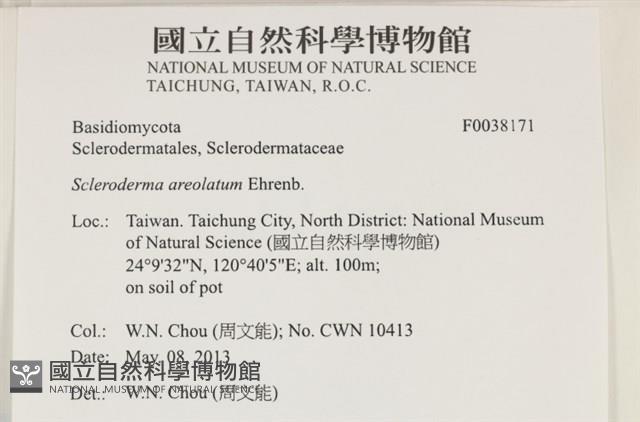 國立自然科學博物館
NATIONAL MUSEUM OF NATURAL SCIENCE
TAICHUNG, TAIWAN, R.O.C.
Basidiomycota F0038171
Sclerodermatales, Sclerodermataceae
Scleroderma areolatum Ehrenb.
Loc.: Taiwan. Taichung City, North District: National Museum
of Natural Science (國立自然科學博物館)
24°9'32"N, 120°40'5"E; alt. 100m;
on soil of pot
Col.: W.N. Chou (周文能); No. CWN 10413
Date: May. 08, 2013
國立自然科學博物館
NATIONAL MUSEUM OF NATURAL SCIENCE
Det.: W.N. Chou (周文能)